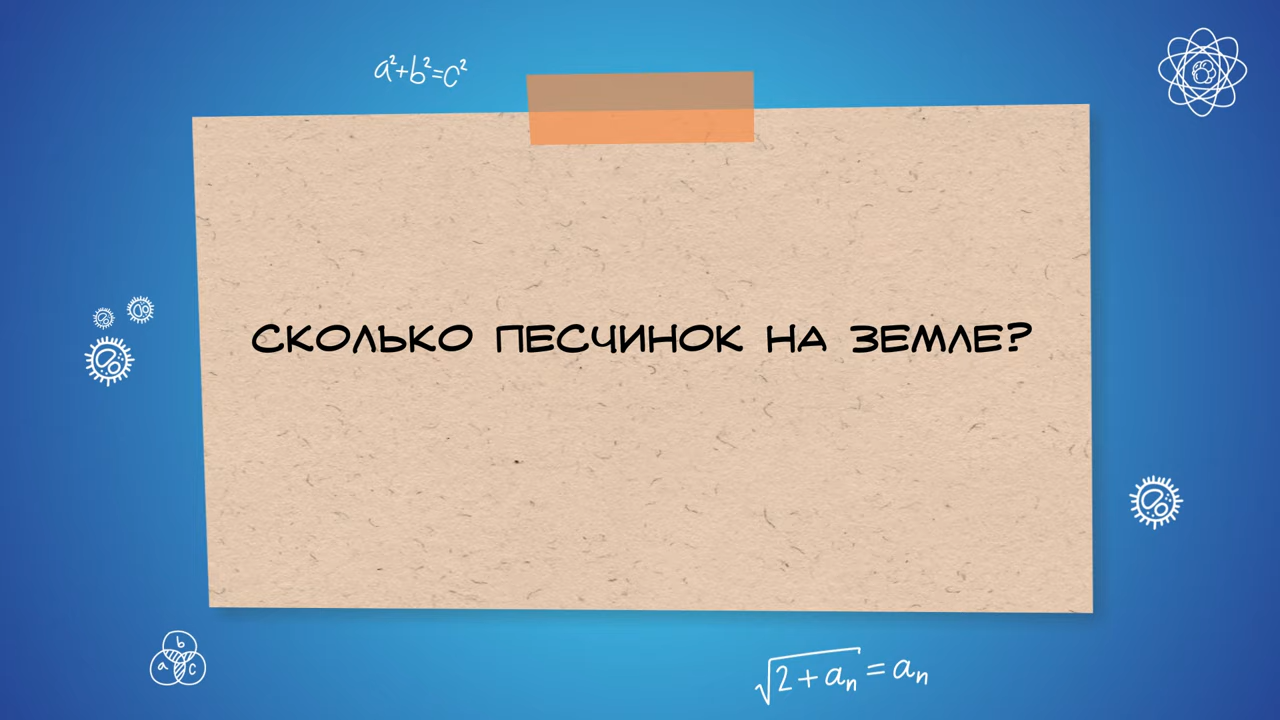 a²+b²=c²
СКОЛЬКО ПЕСЧИНОК НА ЗЕМЛЕ?
b
a c
√2+aₙ = aₙ